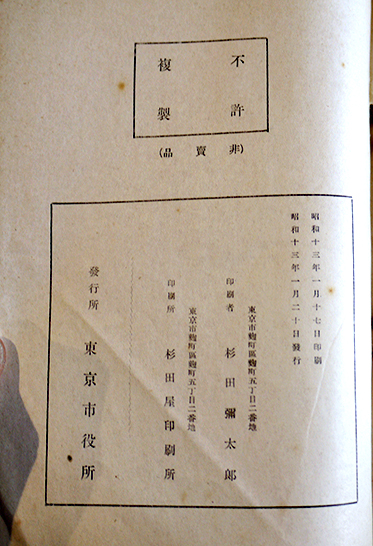 不許
複製
(非賣品)
昭和十三年一月十七日印刷
昭和十三年一月二十日發行
東京市麴町區麴町五丁目二番地
印刷者 杉田彌太郎
東京市麴町區麴町五丁目二番地
印刷所 杉田屋印刷所
發行所 東京市役所